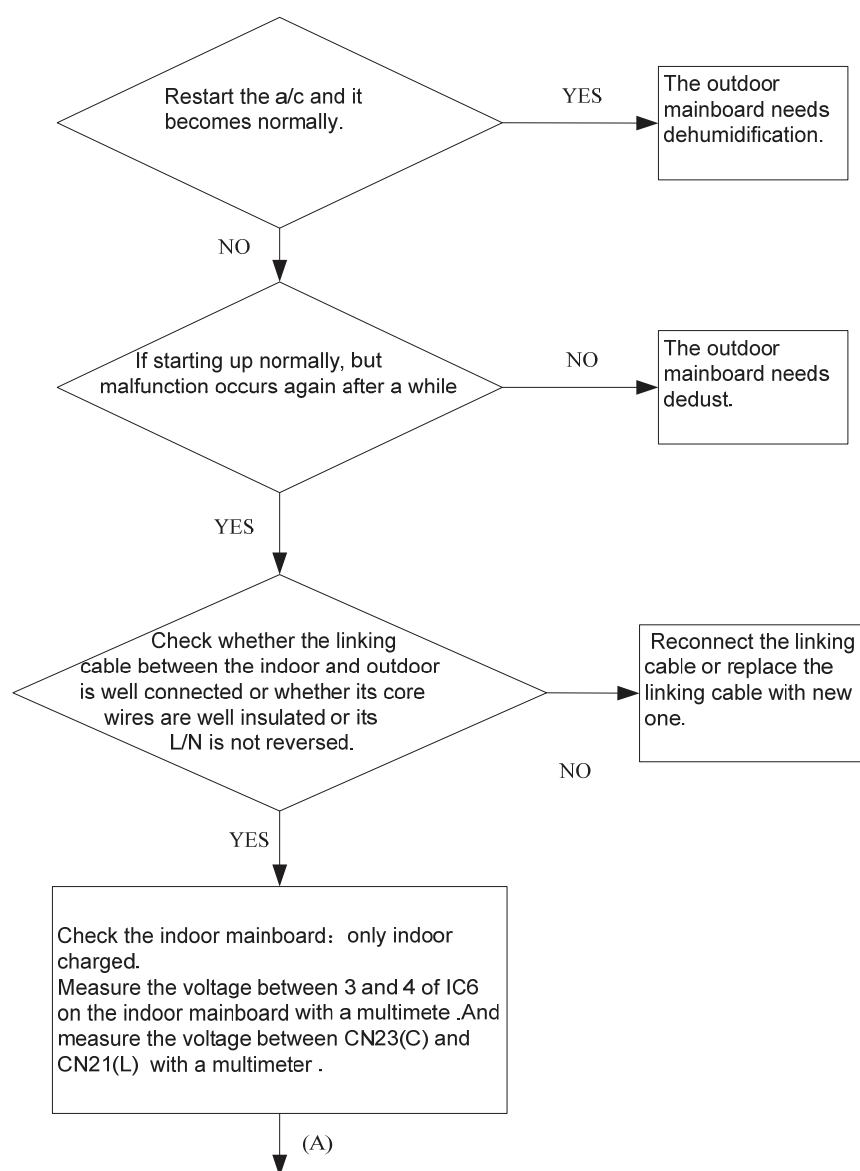 Restart the a/c and it
becomes normally.
YES
The outdoor
mainboard needs
dehumidification.
NO
If starting up normally, but
malfunction occurs again after a while
NO
The outdoor
mainboard needs
dedust.
YES
Check whether the linking
cable between the indoor and outdoor
is well connected or whether its core
wires are well insulated or its
L/N is not reversed.
NO
Reconnect the linking
cable or replace the
linking cable with new
one.
YES
Check the indoor mainboard：only indoor
charged.
Measure the voltage between 3 and 4 of IC6
on the indoor mainboard with a multimete .And
measure the voltage between CN23(C) and
CN21(L) with a multimeter .
(A)